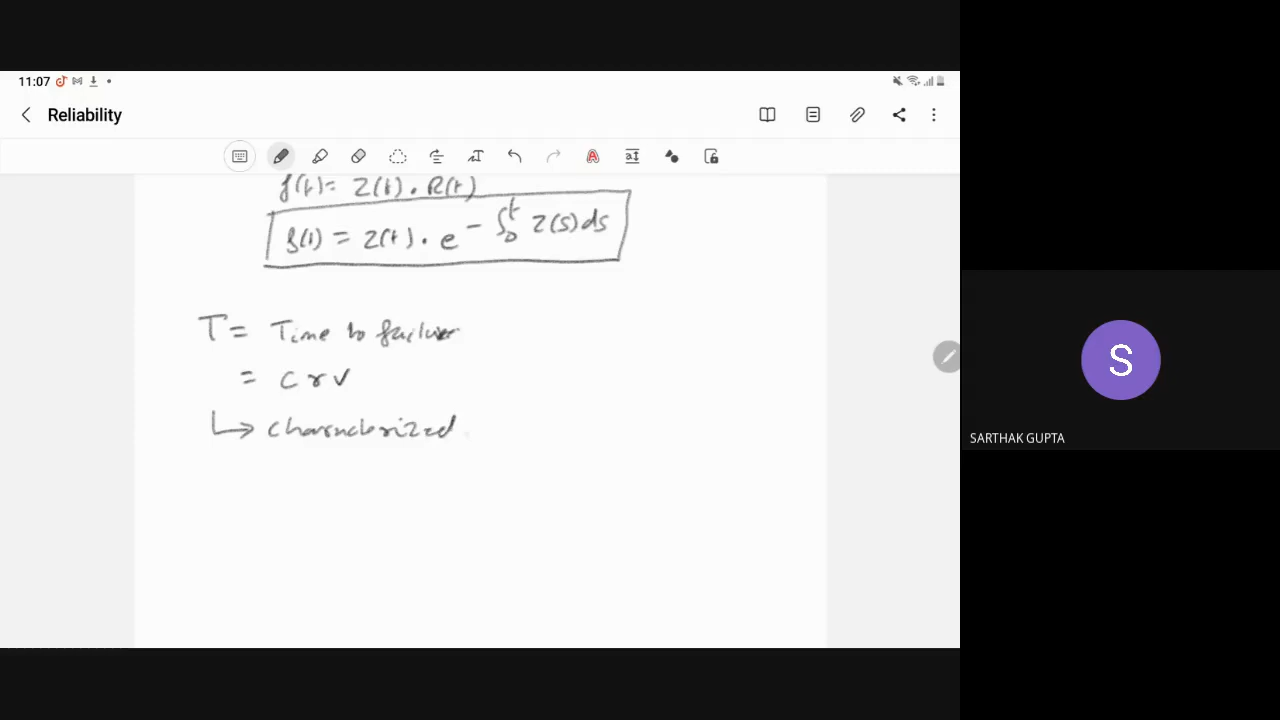 11:07
Reliability
f(t) = Z(t) . R(t)
f(t) = Z(t) . e^{- ∫_0^t Z(s) ds}
T = Time to failure
= c r v
↳ characterized
S
SARTHAK GUPTA